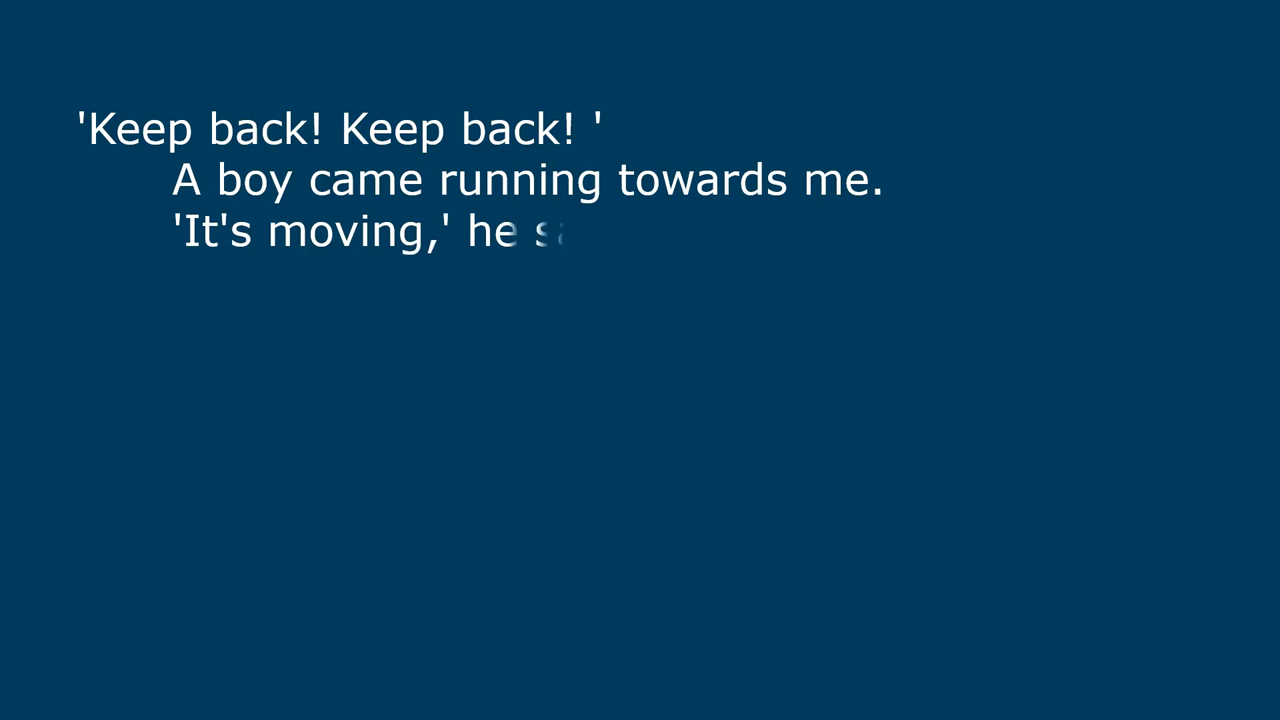 'Keep back! Keep back! '
A boy came running towards me.
'It's moving,' he